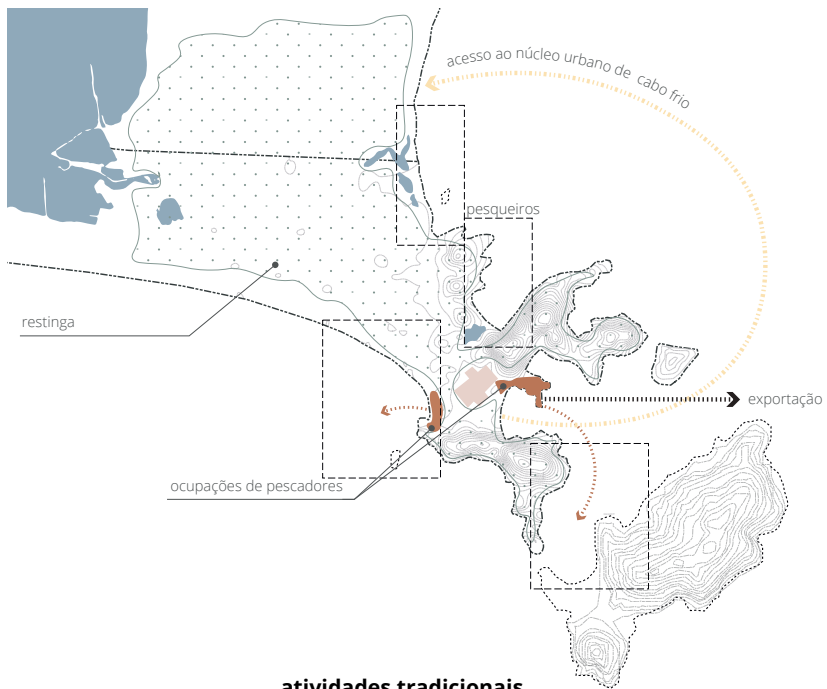 acesso ao núcleo urbano de cabo frio
pesqueiros
restinga
exportação
ocupações de pescadores
atividades tradicionais